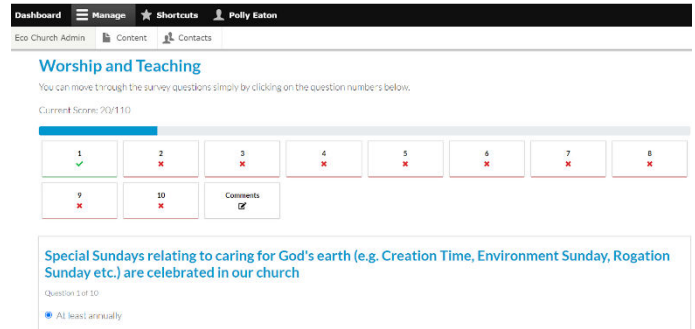 Dashboard Manage Shortcuts Polly Eaton
Eco Church Admin Content Contacts
Worship and Teaching
You can move through the survey questions simply by clicking on the question numbers below.
Current Score: 20/110
1 2 3 4 5 6 7 8
9 10 Comments
Special Sundays relating to caring for God's earth (e.g. Creation Time, Environment Sunday, Rogation
Sunday etc.) are celebrated in our church
Question 1 of 10
At least annually